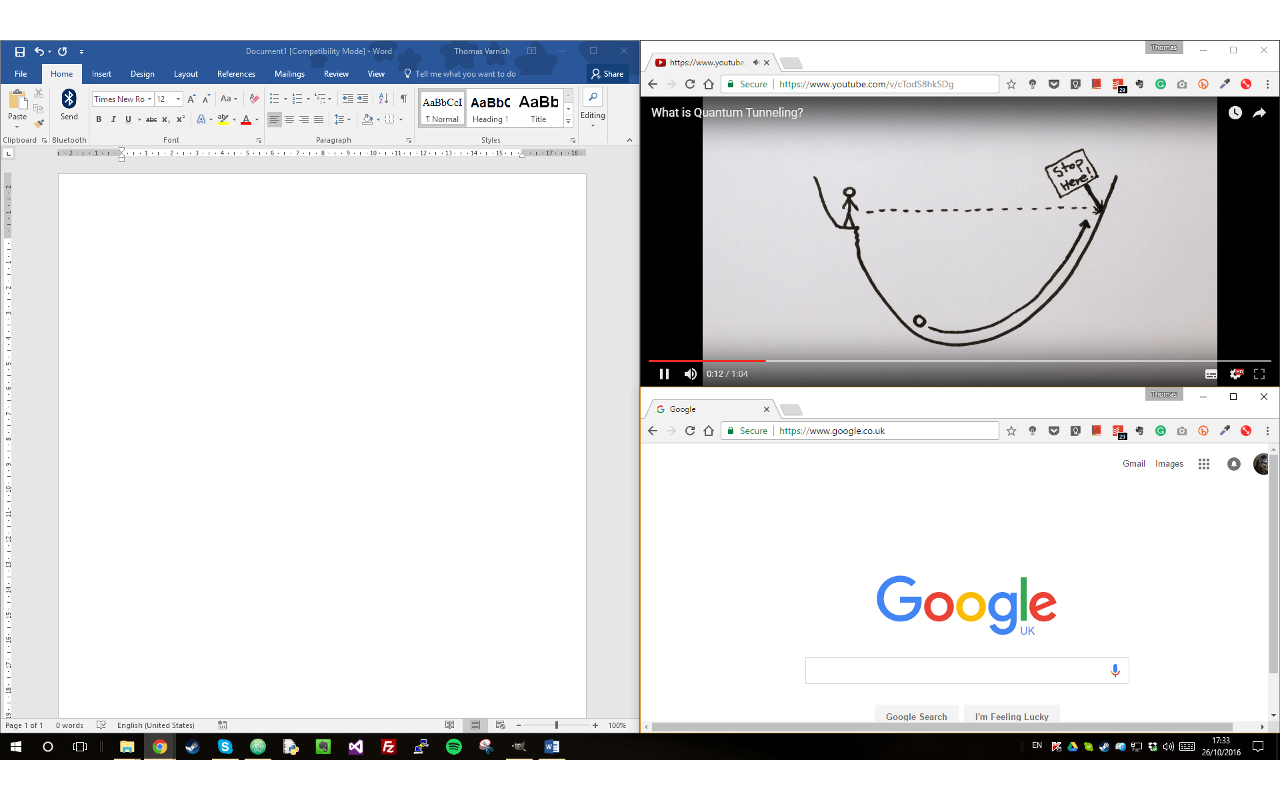 Document1 [Compatibility Mode] - Word
Thomas Varnish
File Home Insert Design Layout References Mailings Review View Tell me what you want to do Share
Paste
Send
Times New Ro 12 Aa
B I U abc x₂ x² A A
AaBbCcI AaBbC AaBb
¶ Normal Heading 1 Title
Editing
Clipboard Bluetooth Font Paragraph Styles
Page 1 of 1 0 words English (United States) 100%
Thomas
https://www.youtube.
Secure https://www.youtube.com/v/cTodS8hkSDg
What is Quantum Tunneling?
Stop
Here!
0:12 / 1:04
Thomas
Google
Secure https://www.google.co.uk
Gmail Images
Google
UK
Google Search I'm Feeling Lucky
EN
17:33
26/10/2016